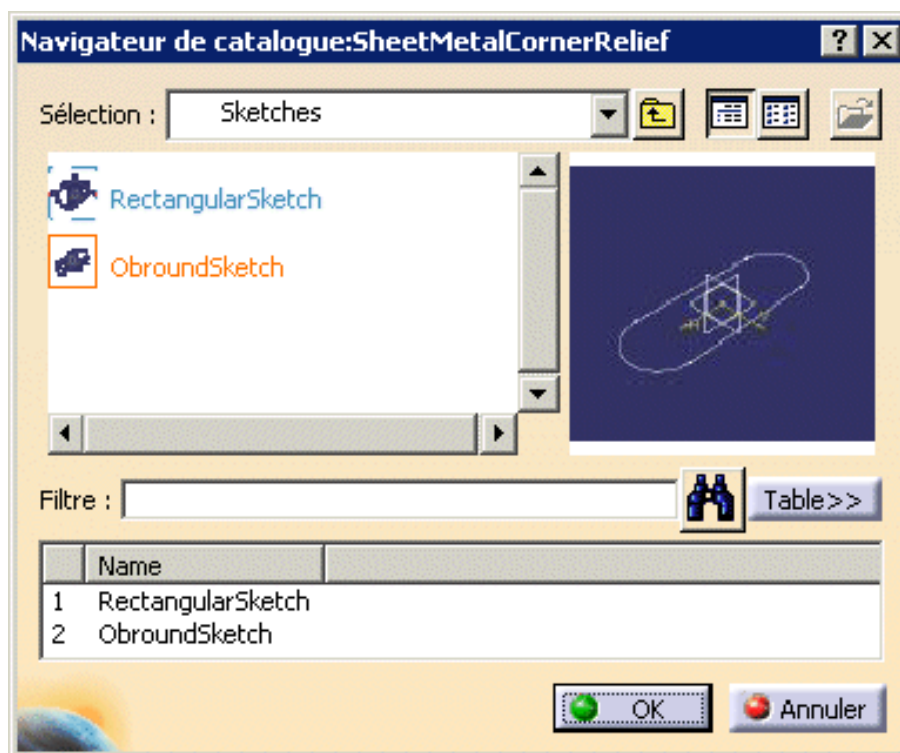 Navigateur de catalogue:SheetMetalCornerRelief
Sélection : Sketches
RectangularSketch
ObroundSketch
Filtre : Table>>
Name
1 RectangularSketch
2 ObroundSketch
OK Annuler